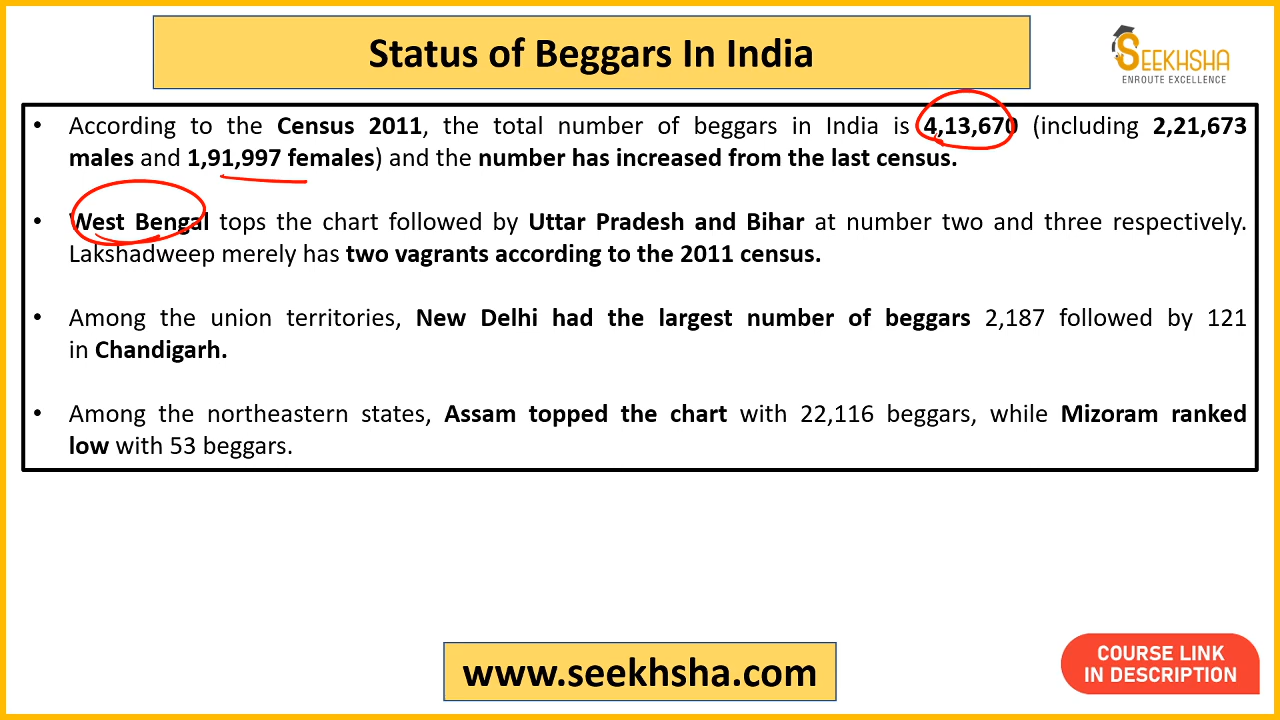 Status of Beggars In India
SEEKHSHA
ENROUTE EXCELLENCE
• According to the Census 2011, the total number of beggars in India is 4,13,670 (including 2,21,673
males and 1,91,997 females) and the number has increased from the last census.
• West Bengal tops the chart followed by Uttar Pradesh and Bihar at number two and three respectively.
Lakshadweep merely has two vagrants according to the 2011 census.
• Among the union territories, New Delhi had the largest number of beggars 2,187 followed by 121
in Chandigarh.
• Among the northeastern states, Assam topped the chart with 22,116 beggars, while Mizoram ranked
low with 53 beggars.
www.seekhsha.com
COURSE LINK
IN DESCRIPTION